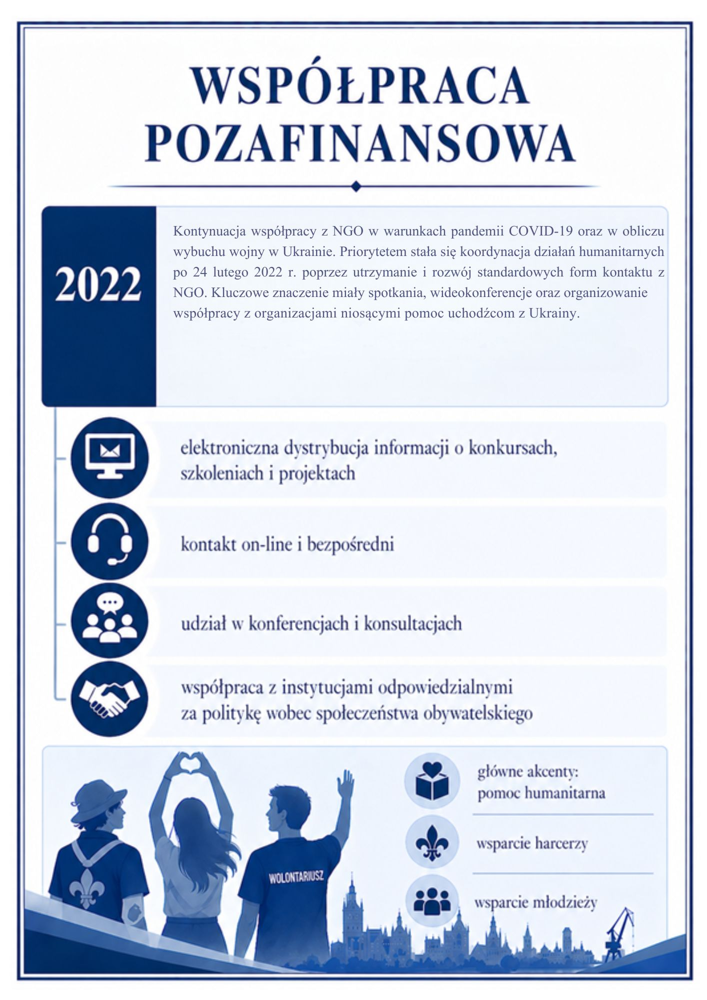 WSPÓŁPRACA
POZAFINANSOWA
2022
Kontynuacja współpracy z NGO w warunkach pandemii COVID-19 oraz w obliczu
wybuchu wojny w Ukrainie. Priorytetem stała się koordynacja działań humanitarnych
po 24 lutego 2022 r. poprzez utrzymanie i rozwój standardowych form kontaktu z
NGO. Kluczowe znaczenie miały spotkania, wideokonferencje oraz organizowanie
współpracy z organizacjami niosącymi pomoc uchodźcom z Ukrainy.
elektroniczna dystrybucja informacji o konkursach,
szkoleniach i projektach
kontakt on-line i bezpośredni
udział w konferencjach i konsultacjach
współpraca z instytucjami odpowiedzialnymi
za politykę wobec społeczeństwa obywatelskiego
główne akcenty:
pomoc humanitarna
wsparcie harcerzy
wsparcie młodzieży
WOLONTARIUSZ